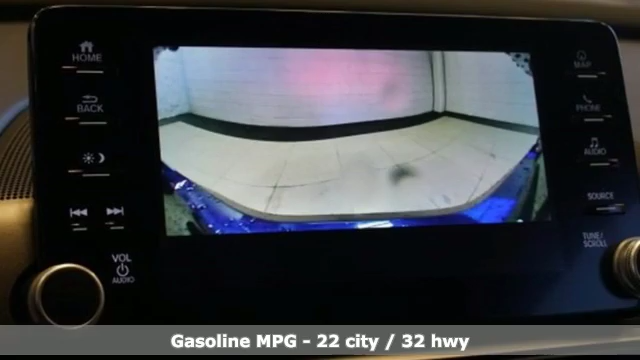 HOME
BACK
VOL
AUDIO
MAP
PHONE
AUDIO
SOURCE
TUNE/
SCROLL
Gasoline MPG - 22 city / 32 hwy